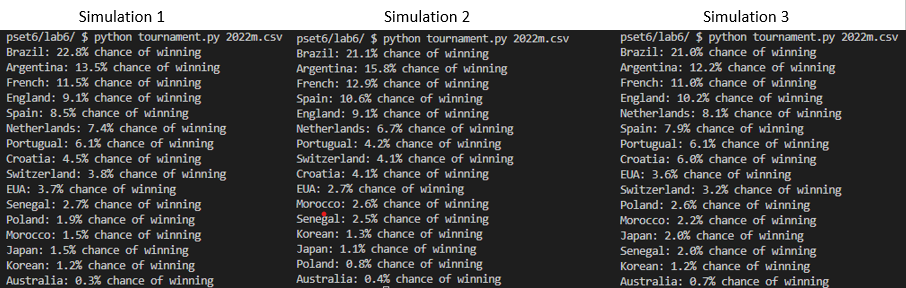 Simulation 1
pset6/lab6/ $ python tournament.py 2022m.csv
Brazil: 22.8% chance of winning
Argentina: 13.5% chance of winning
French: 11.5% chance of winning
England: 9.1% chance of winning
Spain: 8.5% chance of winning
Netherlands: 7.4% chance of winning
Portugual: 6.1% chance of winning
Croatia: 4.5% chance of winning
Switzerland: 3.8% chance of winning
EUA: 3.7% chance of winning
Senegal: 2.7% chance of winning
Poland: 1.9% chance of winning
Morocco: 1.5% chance of winning
Japan: 1.5% chance of winning
Korean: 1.2% chance of winning
Australia: 0.3% chance of winning
Simulation 2
pset6/lab6/ $ python tournament.py 2022m.csv
Brazil: 21.1% chance of winning
Argentina: 15.8% chance of winning
French: 12.9% chance of winning
Spain: 10.6% chance of winning
England: 9.1% chance of winning
Netherlands: 6.7% chance of winning
Portugual: 4.2% chance of winning
Switzerland: 4.1% chance of winning
Croatia: 4.1% chance of winning
EUA: 2.7% chance of winning
Morocco: 2.6% chance of winning
Senegal: 2.5% chance of winning
Korean: 1.3% chance of winning
Japan: 1.1% chance of winning
Poland: 0.8% chance of winning
Australia: 0.4% chance of winning
Simulation 3
pset6/lab6/ $ python tournament.py 2022m.csv
Brazil: 21.0% chance of winning
Argentina: 12.2% chance of winning
French: 11.0% chance of winning
England: 10.2% chance of winning
Netherlands: 8.1% chance of winning
Spain: 7.9% chance of winning
Portugual: 6.1% chance of winning
Croatia: 6.0% chance of winning
EUA: 3.6% chance of winning
Switzerland: 3.2% chance of winning
Poland: 2.6% chance of winning
Morocco: 2.2% chance of winning
Japan: 2.0% chance of winning
Senegal: 2.0% chance of winning
Korean: 1.2% chance of winning
Australia: 0.7% chance of winning